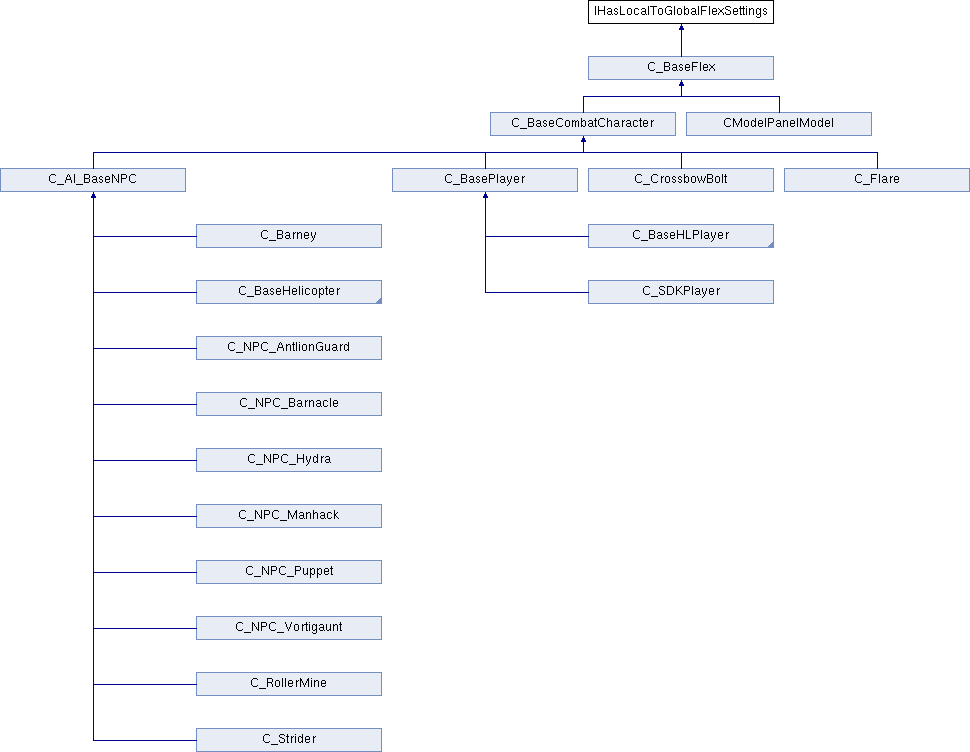 IHasLocalToGlobalFlexSettings
C_BaseFlex
C_BaseCombatCharacter
CModelPanelModel
C_AI_BaseNPC
C_BasePlayer
C_CrossbowBolt
C_Flare
C_Barney
C_BaseHLPlayer
C_BaseHelicopter
C_SDKPlayer
C_NPC_AntlionGuard
C_NPC_Barnacle
C_NPC_Hydra
C_NPC_Manhack
C_NPC_Puppet
C_NPC_Vortigaunt
C_RollerMine
C_Strider